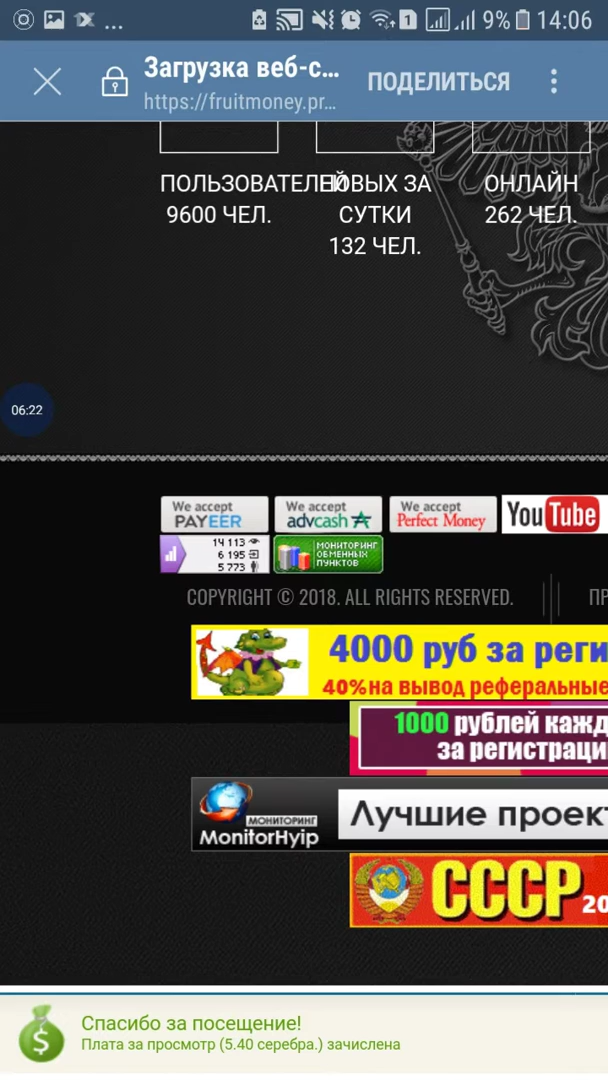 9% 14:06
Загрузка веб-с...
ПОДЕЛИТЬСЯ
https://fruitmoney.pr...
ПОЛЬЗОВАТЕЛЕЙ
9600 ЧЕЛ.
НОВЫХ ЗА
СУТКИ
132 ЧЕЛ.
ОНЛАЙН
262 ЧЕЛ.
06:22
We accept
PAYEER
We accept
advcash
We accept
Perfect Money
YouTube
14 113
6 195
5 773
МОНИТОРИНГ
ОБМЕННЫХ
ПУНКТОВ
COPYRIGHT © 2018. ALL RIGHTS RESERVED.
ПР
4000 руб за реги
40% на вывод реферальные
1000 рублей кажд
за регистраци
МОНИТОРИНГ
MonitorHyip
Лучшие проек
СССР 20
Спасибо за посещение!
Плата за просмотр (5.40 серебра.) зачислена